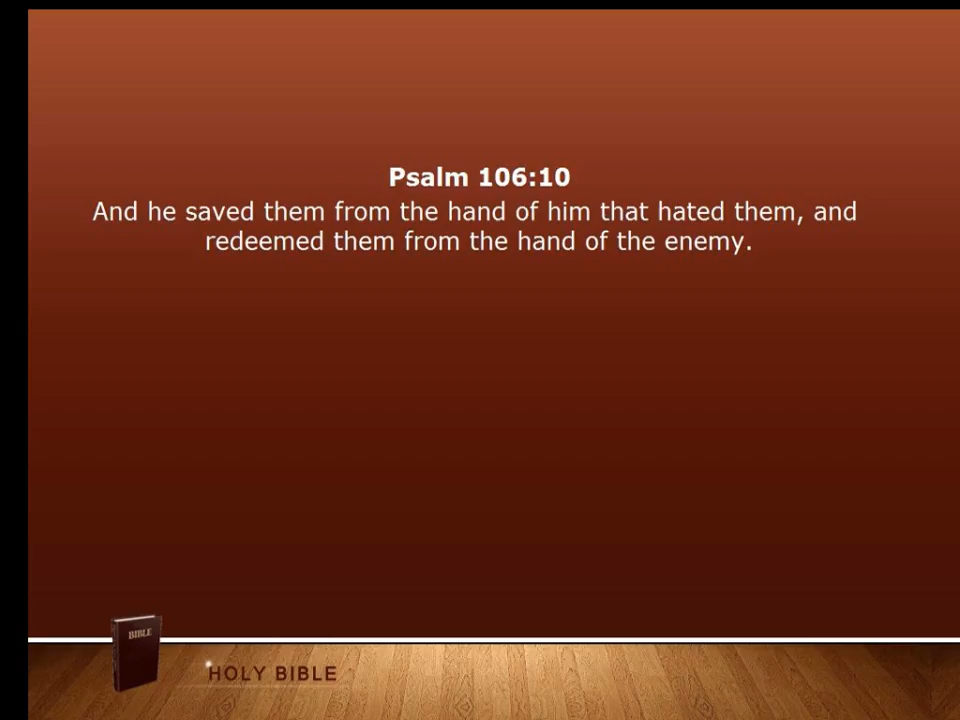 Psalm 106:10
And he saved them from the hand of him that hated them, and
redeemed them from the hand of the enemy.
BIBLE
HOLY BIBLE